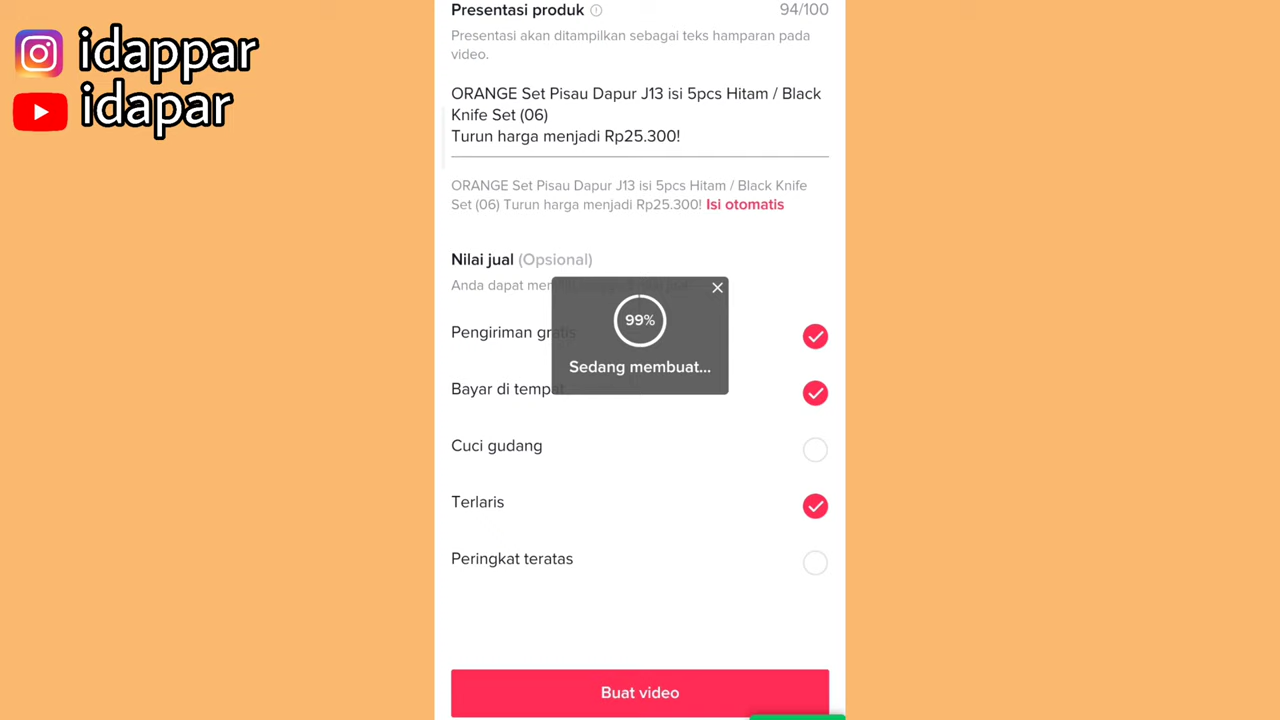 idappar
idapar
Presentasi produk
94/100
Presentasi akan ditampilkan sebagai teks hamparan pada
video.
ORANGE Set Pisau Dapur J13 isi 5pcs Hitam / Black
Knife Set (06)
Turun harga menjadi Rp25.300!
ORANGE Set Pisau Dapur J13 isi 5pcs Hitam / Black Knife
Set (06) Turun harga menjadi Rp25.300! Isi otomatis
Nilai jual (Opsional)
Anda dapat
99%
Sedang membuat...
Pengiriman gratis
Bayar di tempat
Cuci gudang
Terlaris
Peringkat teratas
Buat video